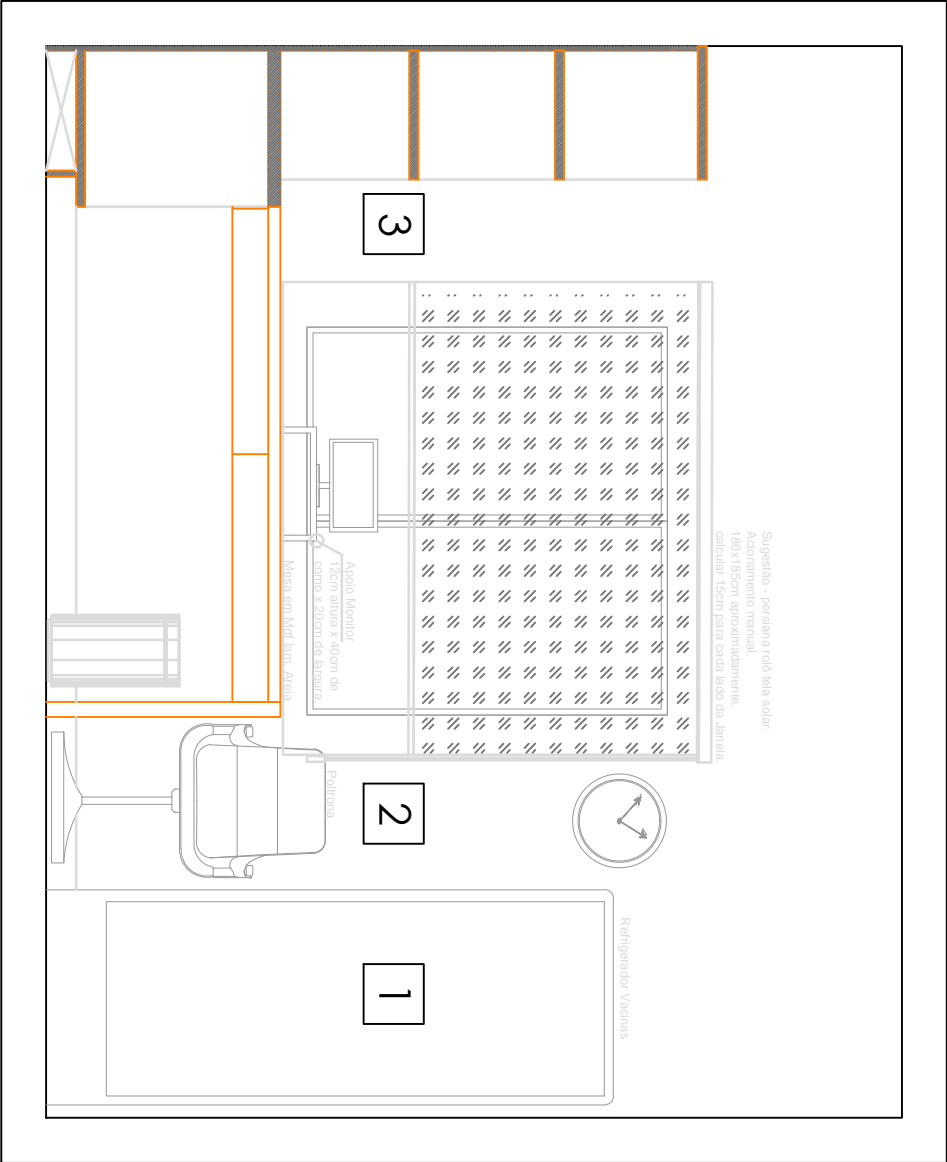 Sugestão - persiana rolô tela solar.
Acionamento manual.
180x185cm aproximadamente.
calcular 15cm para cada lado da Janela.
3
2
1
Apoio Monitor
12cm altura x 40cm de
comp x 20cm de largura.
Mesa em Mdf lam. Areia
Poltrona
Refrigerador Vacinas